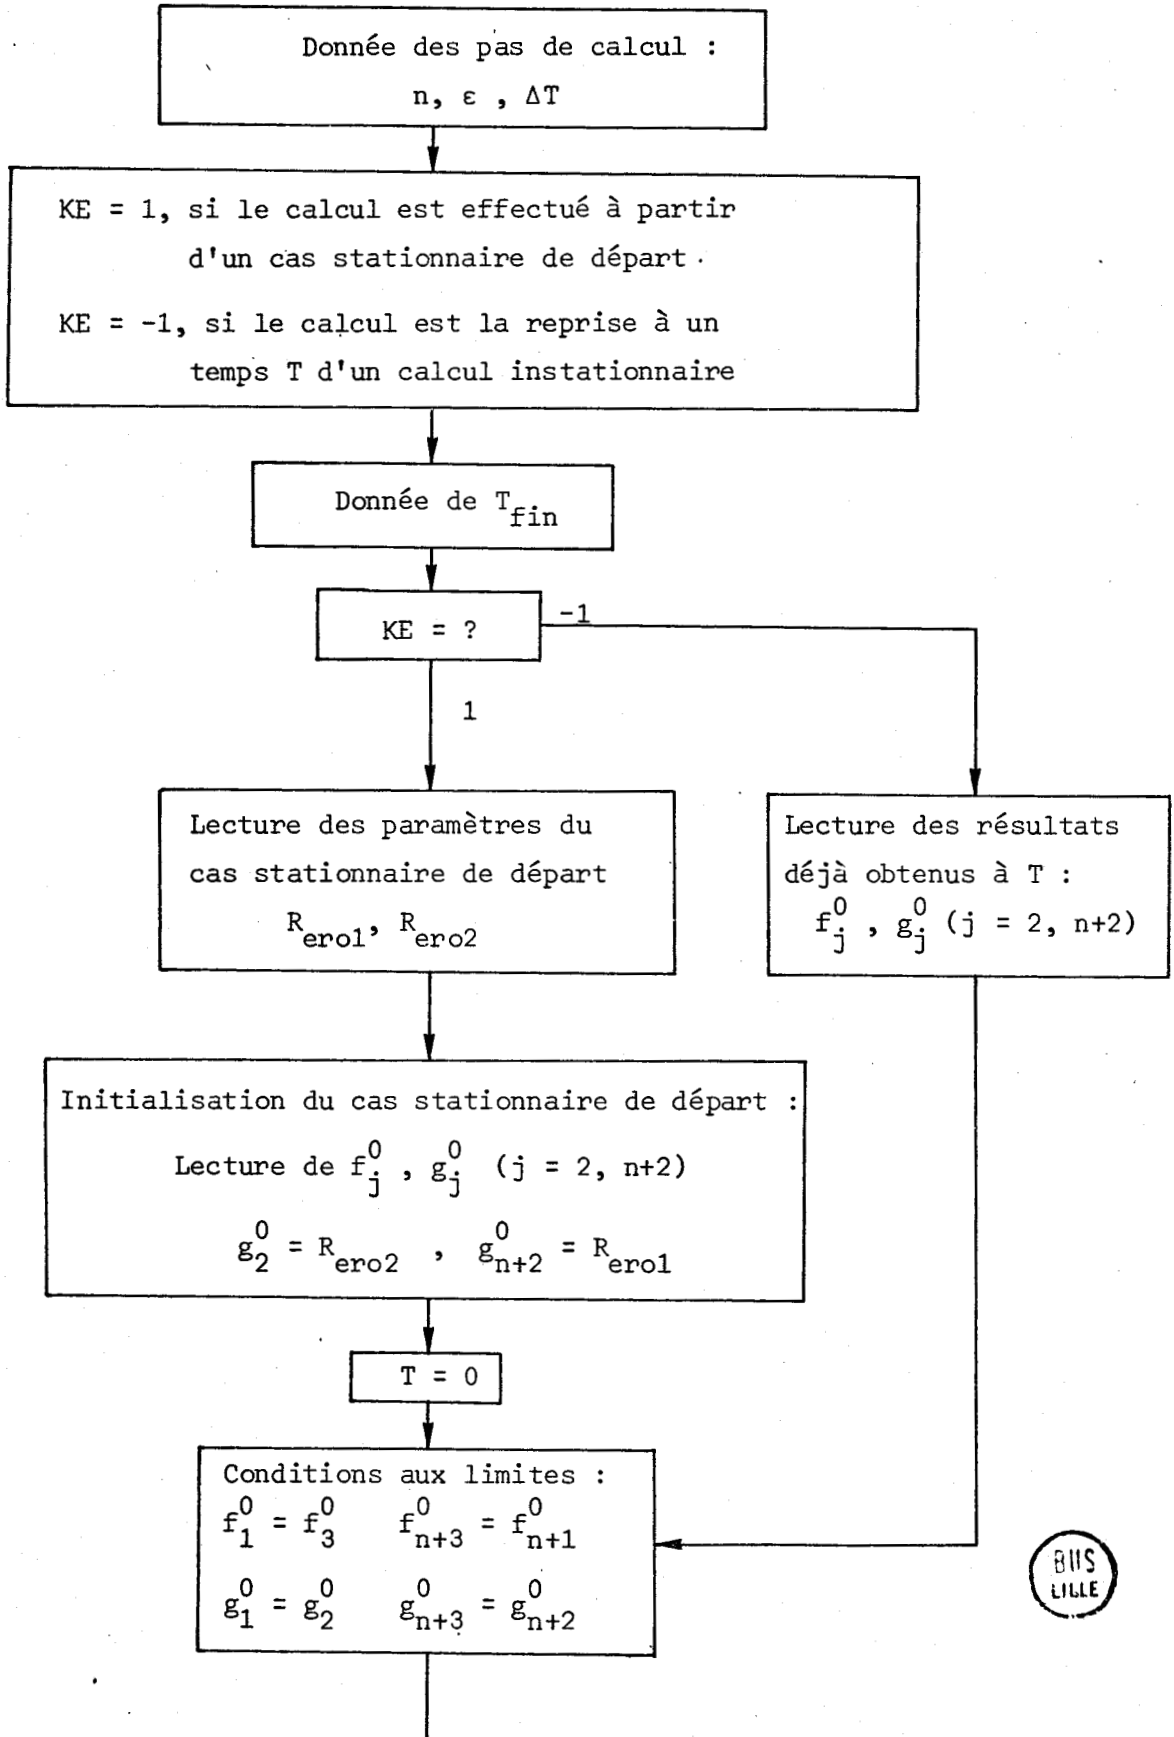 Donnée des pas de calcul :
n, ε , ΔT
KE = 1, si le calcul est effectué à partir
d'un cas stationnaire de départ.
KE = -1, si le calcul est la reprise à un
temps T d'un calcul instationnaire
Donnée de T_fin
KE = ?
-1
1
Lecture des paramètres du
cas stationnaire de départ
R_ero1, R_ero2
Lecture des résultats
déjà obtenus à T :
f_j^0 , g_j^0 (j = 2, n+2)
Initialisation du cas stationnaire de départ :
Lecture de f_j^0 , g_j^0 (j = 2, n+2)
g_2^0 = R_ero2 , g_{n+2}^0 = R_ero1
T = 0
Conditions aux limites :
f_1^0 = f_3^0 f_{n+3}^0 = f_{n+1}^0
g_1^0 = g_2^0 g_{n+3}^0 = g_{n+2}^0
BUS
LILLE